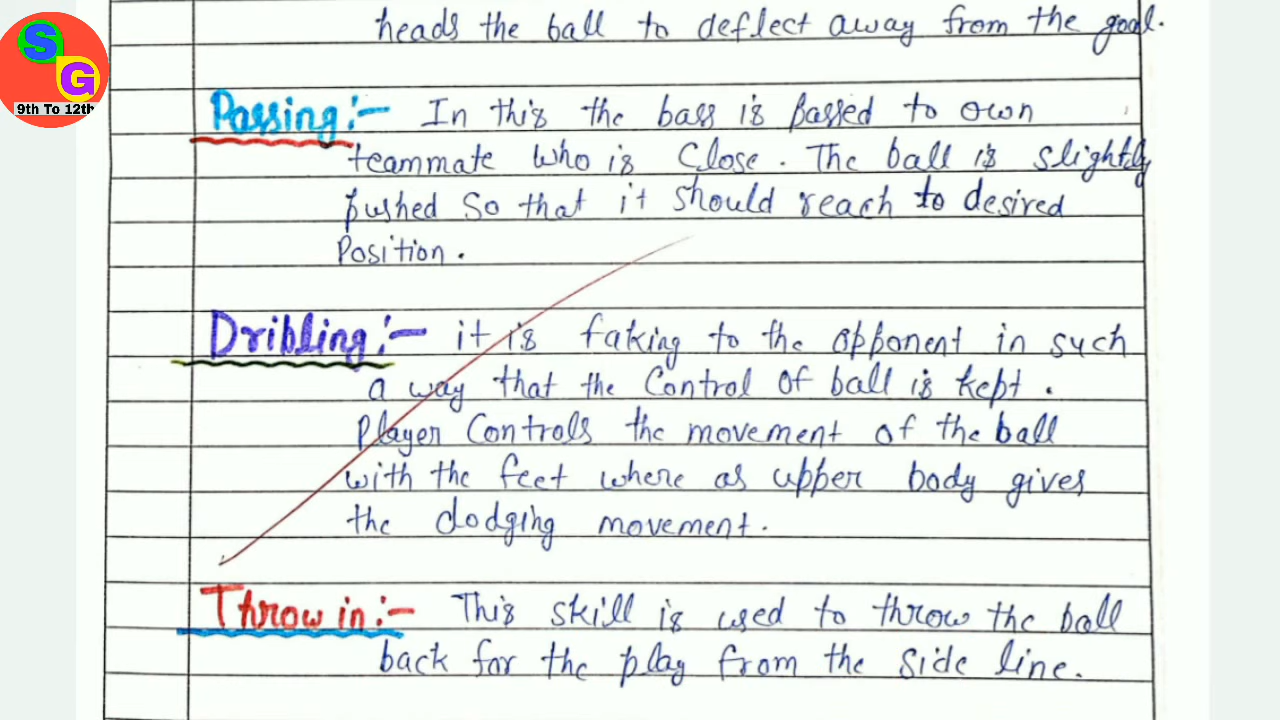 S
G
9th To 12th
heads the ball to deflect away from the goal.
Passing:- In this the bass is passed to own
teammate who is close. The ball is slightly
pushed so that it should reach to desired
Position.
Dribling:- it is faking to the opponent in such
a way that the control of ball is kept.
Player controls the movement of the ball
with the feet where as upper body gives
the dodging movement.
Throw in:- This skill is used to throw the ball
back for the play from the side line.